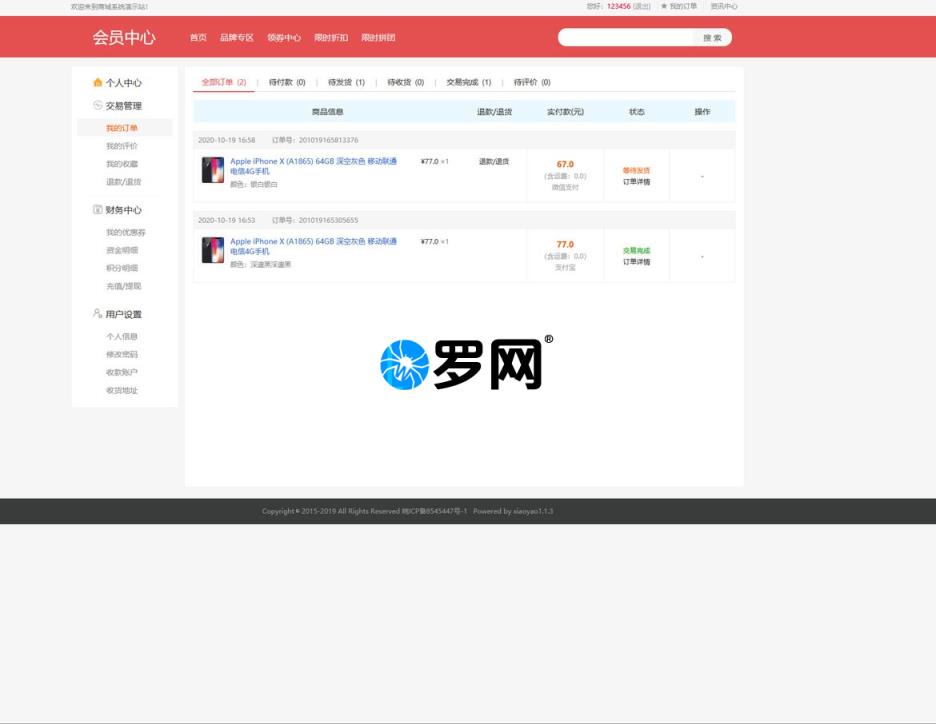 欢迎来到商城系统演示站!
您好: 123456 [退出] ★ 我的订单 资讯中心
会员中心 首页 品牌专区 领券中心 限时折扣 限时拼团 搜 索
个人中心
交易管理
我的订单
我的评价
我的收藏
退款/退货
财务中心
我的优惠券
资金明细
积分明细
充值/提现
用户设置
个人信息
修改密码
收款账户
收货地址
全部订单 (2) | 待付款 (0) | 待发货 (1) | 待收货 (0) | 交易完成 (1) | 待评价 (0)
商品信息 退款/退货 实付款(元) 状态 操作
2020-10-19 16:58 订单号: 201019165813376
Apple iPhone X (A1865) 64GB 深空灰色 移动联通
电信4G手机
颜色: 银白银白
¥77.0 ×1
退款/退货
67.0
(含运费: 0.0)
微信支付
等待发货
订单详情
-
2020-10-19 16:53 订单号: 201019165305655
Apple iPhone X (A1865) 64GB 深空灰色 移动联通
电信4G手机
颜色: 深邃黑深邃黑
¥77.0 ×1
77.0
(含运费: 0.0)
支付宝
交易完成
订单详情
-
罗网®
Copyright © 2015-2019 All Rights Reserved 皖ICP备8545447号-1 Powered by xiaoyao1.1.3